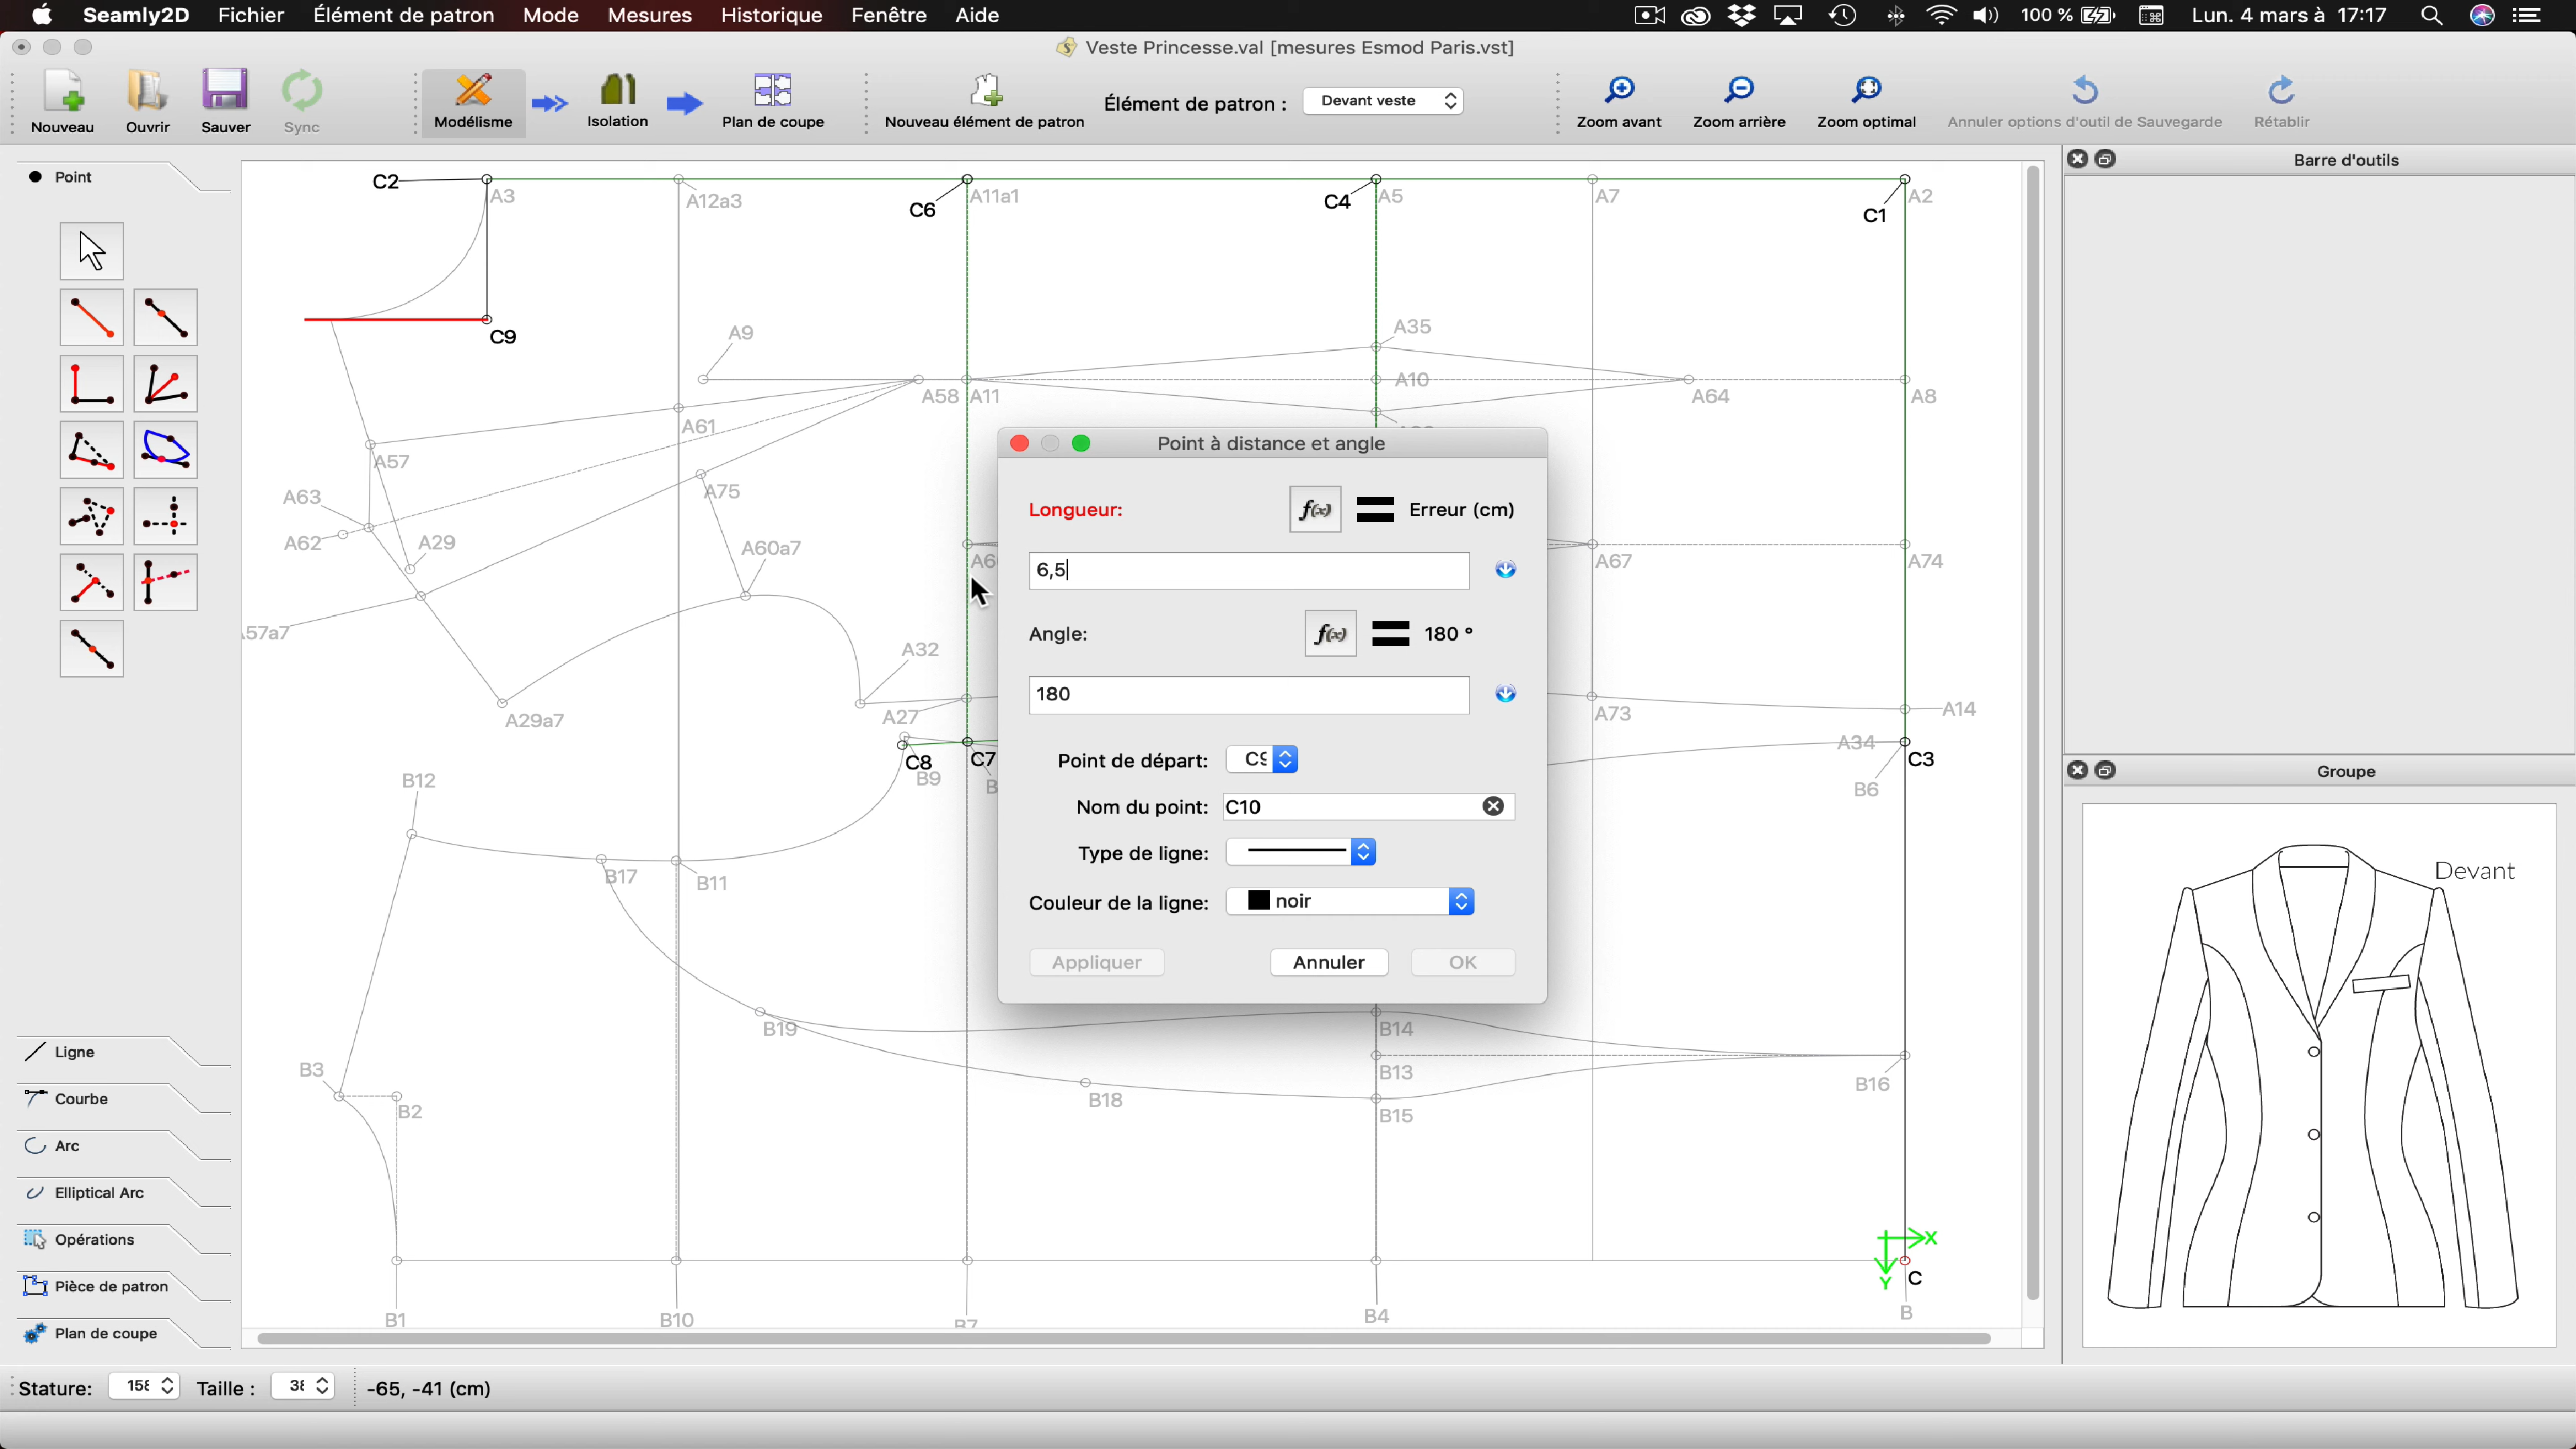 Seamly2D Fichier Élément de patron Mode Mesures Historique Fenêtre Aide 100 % Lun. 4 mars à 17:17
Veste Princesse.val [mesures Esmod Paris.vst]
Nouveau Ouvrir Sauver Sync Modélisme Isolation Plan de coupe Nouveau élément de patron Élément de patron : Devant veste Zoom avant Zoom arrière Zoom optimal Annuler options d'outil de Sauvegarde Rétablir
Point
Barre d'outils
C2 A3 A12a3 C6 A11a1 C4 A5 A7 C1 A2
C9 A9 A35
A58 A11 A10 A64 A8
A61
A57 A75
A63
A62 A29 A60a7 A67 A74
A57a7 A32
A29a7 A27 A73 A14
C8 C7 A34 C3
B9 B6
B12
B17 B11
B19 B14
B3 B13 B16
B2 B18 B15
X
Y C
B1 B10 B7 B4 B
Point à distance et angle
Longueur: f(x) Erreur (cm)
6,5
Angle: f(x) 180 °
180
Point de départ: C9
Nom du point: C10
Type de ligne:
Couleur de la ligne: noir
Appliquer Annuler OK
Groupe
Devant
Ligne
Courbe
Arc
Elliptical Arc
Opérations
Pièce de patron
Plan de coupe
Stature: 158 Taille : 38 -65, -41 (cm)